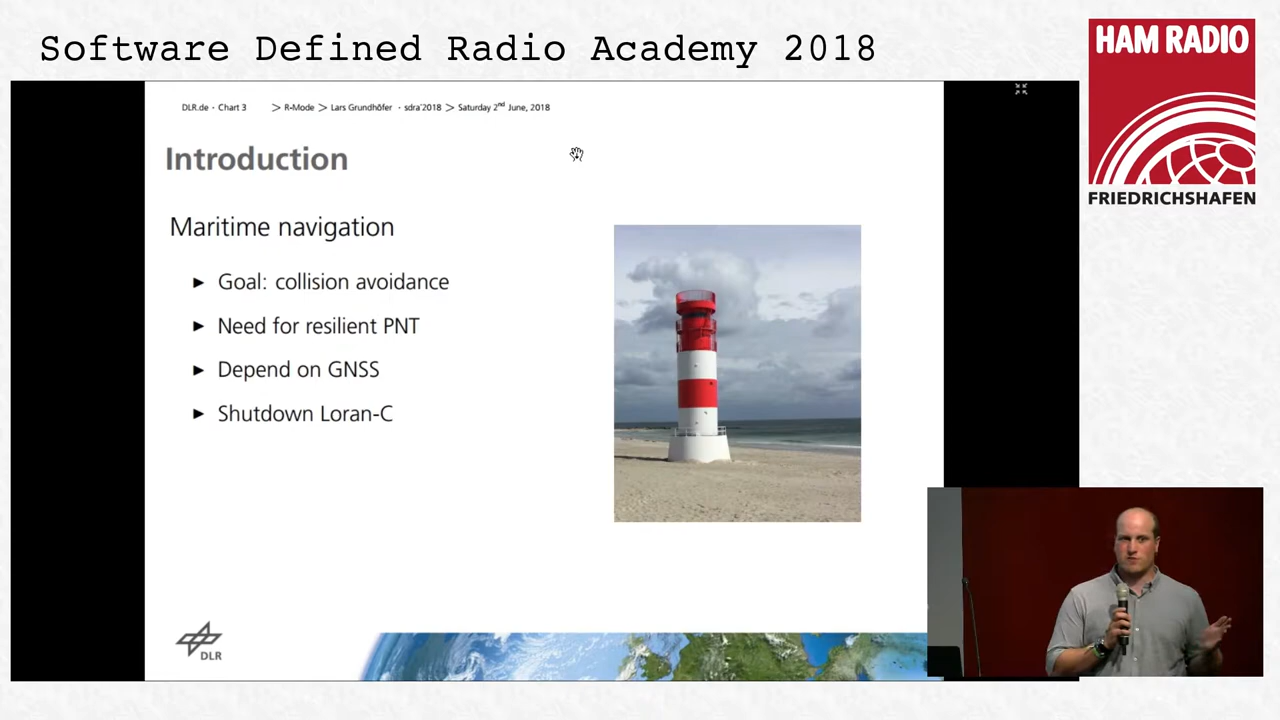 Software Defined Radio Academy 2018
HAM RADIO
FRIEDRICHSHAFEN
DLR.de · Chart 3 > R-Mode > Lars Grundhöfer · sdra'2018 > Saturday 2nd June, 2018
Introduction
Maritime navigation
► Goal: collision avoidance
► Need for resilient PNT
► Depend on GNSS
► Shutdown Loran-C
DLR